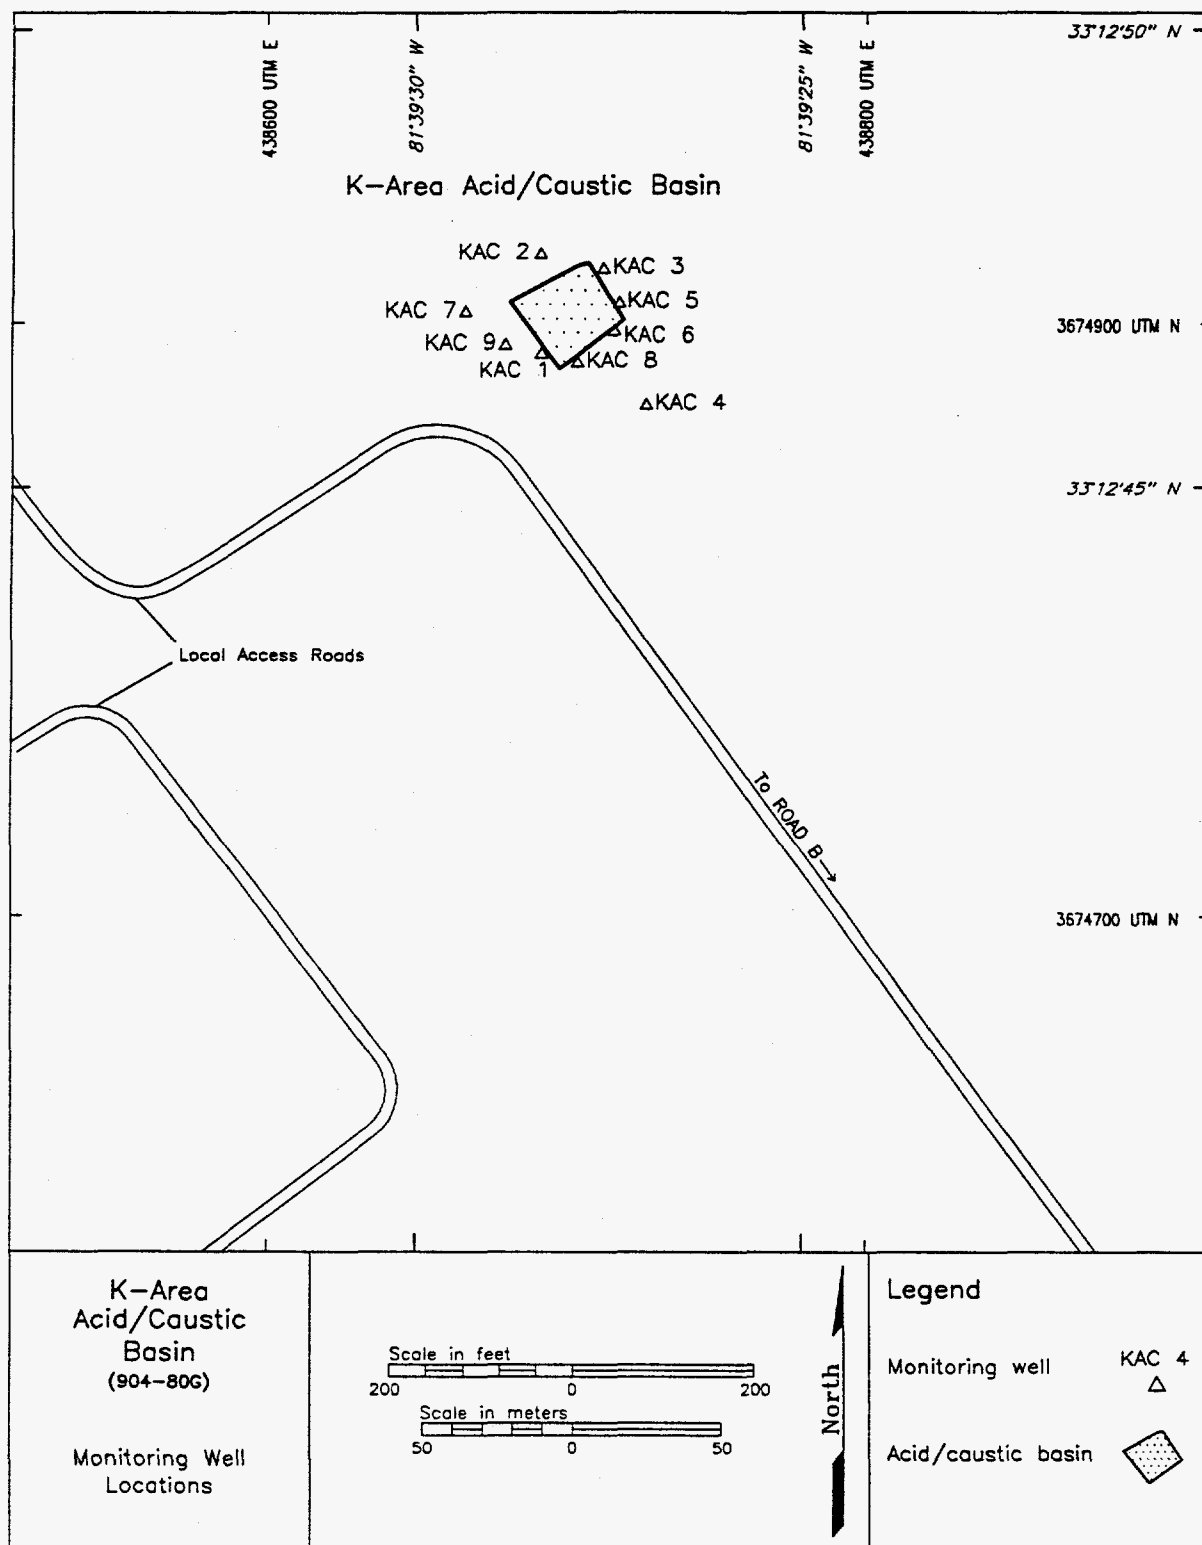 438600 UTM E
81°39'30" W
81°39'25" W
438800 UTM E
33°12'50" N
K-Area Acid/Caustic Basin
KAC 2
KAC 3
KAC 5
KAC 7
KAC 6
3674900 UTM N
KAC 9
KAC 8
KAC 1
KAC 4
33°12'45" N
Local Access Roads
To ROAD B
3674700 UTM N
K-Area
Acid/Caustic
Basin
(904-80G)
Monitoring Well
Locations
Scale in feet
200 0 200
Scale in meters
50 0 50
North
Legend
Monitoring well
KAC 4
Acid/caustic basin